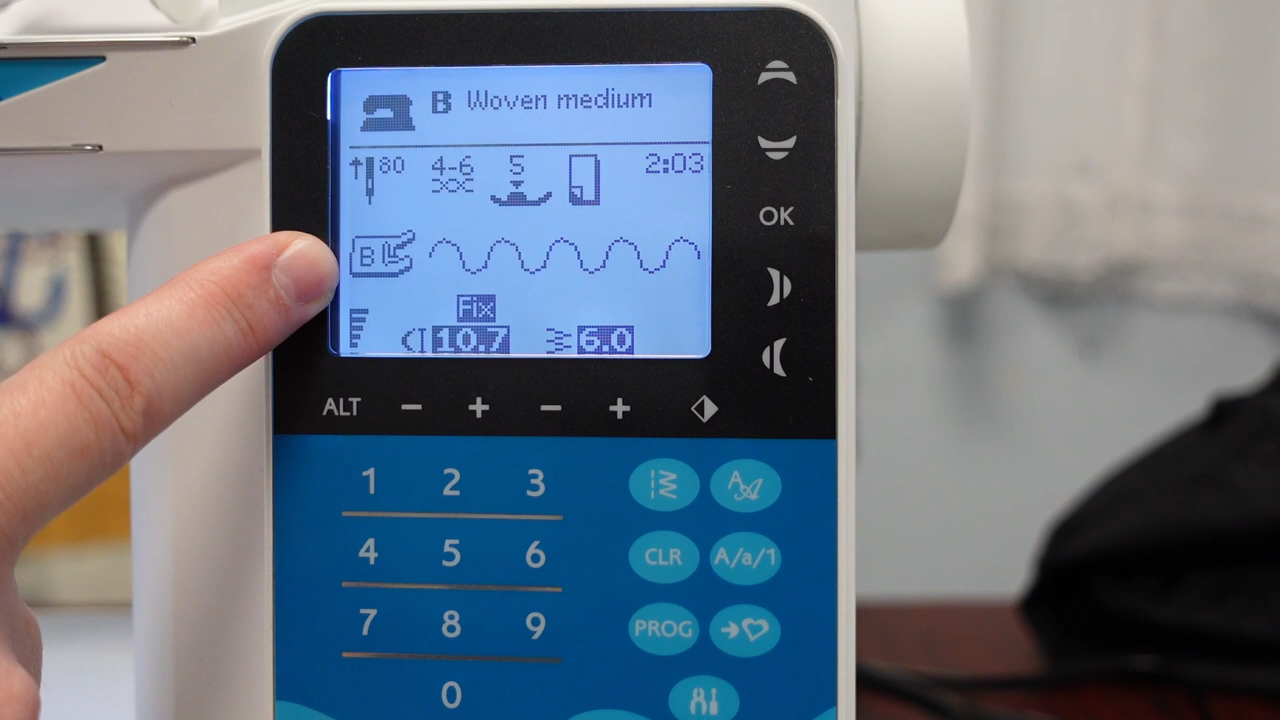 B Woven medium
80 4-6 5 2:03
B
Fix
10.7 6.0
OK
ALT − + − +
1 2 3
4 5 6
CLR A/a/1
7 8 9
PROG
0
A